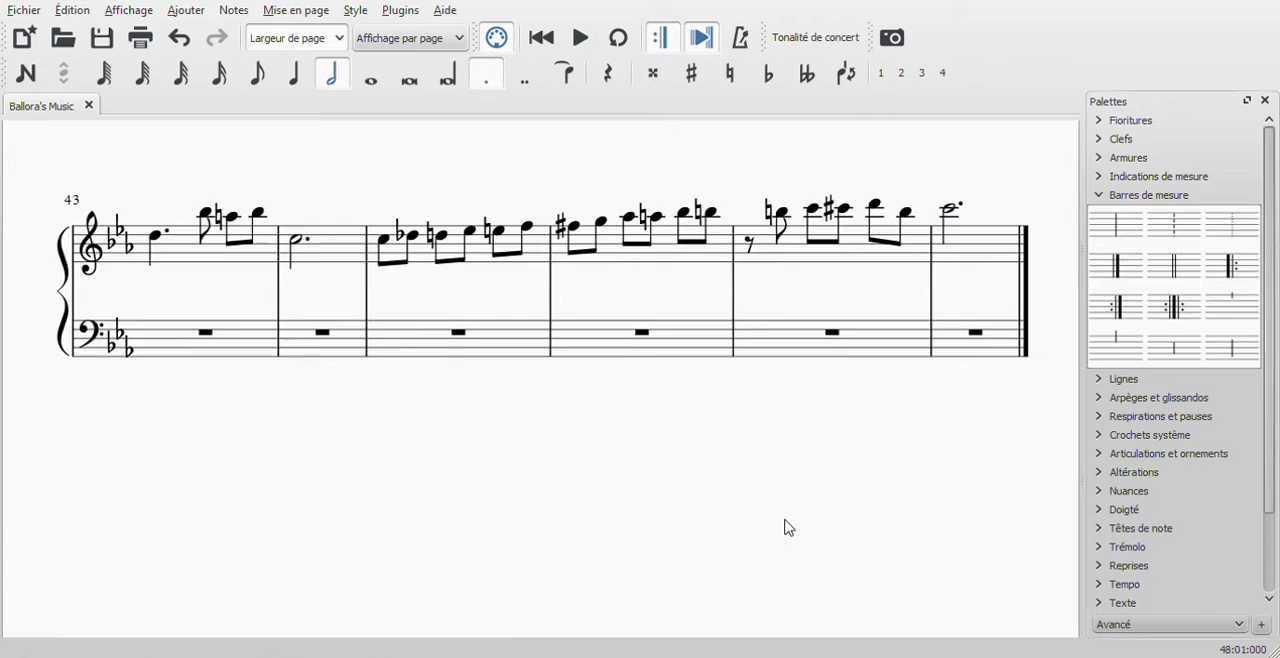 Fichier Édition Affichage Ajouter Notes Mise en page Style Plugins Aide
Largeur de page Affichage par page Tonalité de concert
1 2 3 4
Ballora's Music
Palettes
Fioritures
Clefs
Armures
Indications de mesure
Barres de mesure
Lignes
Arpèges et glissandos
Respirations et pauses
Crochets système
Articulations et ornements
Altérations
Nuances
Doigté
Têtes de note
Trémolo
Reprises
Tempo
Texte
Avancé
43
48:01:000